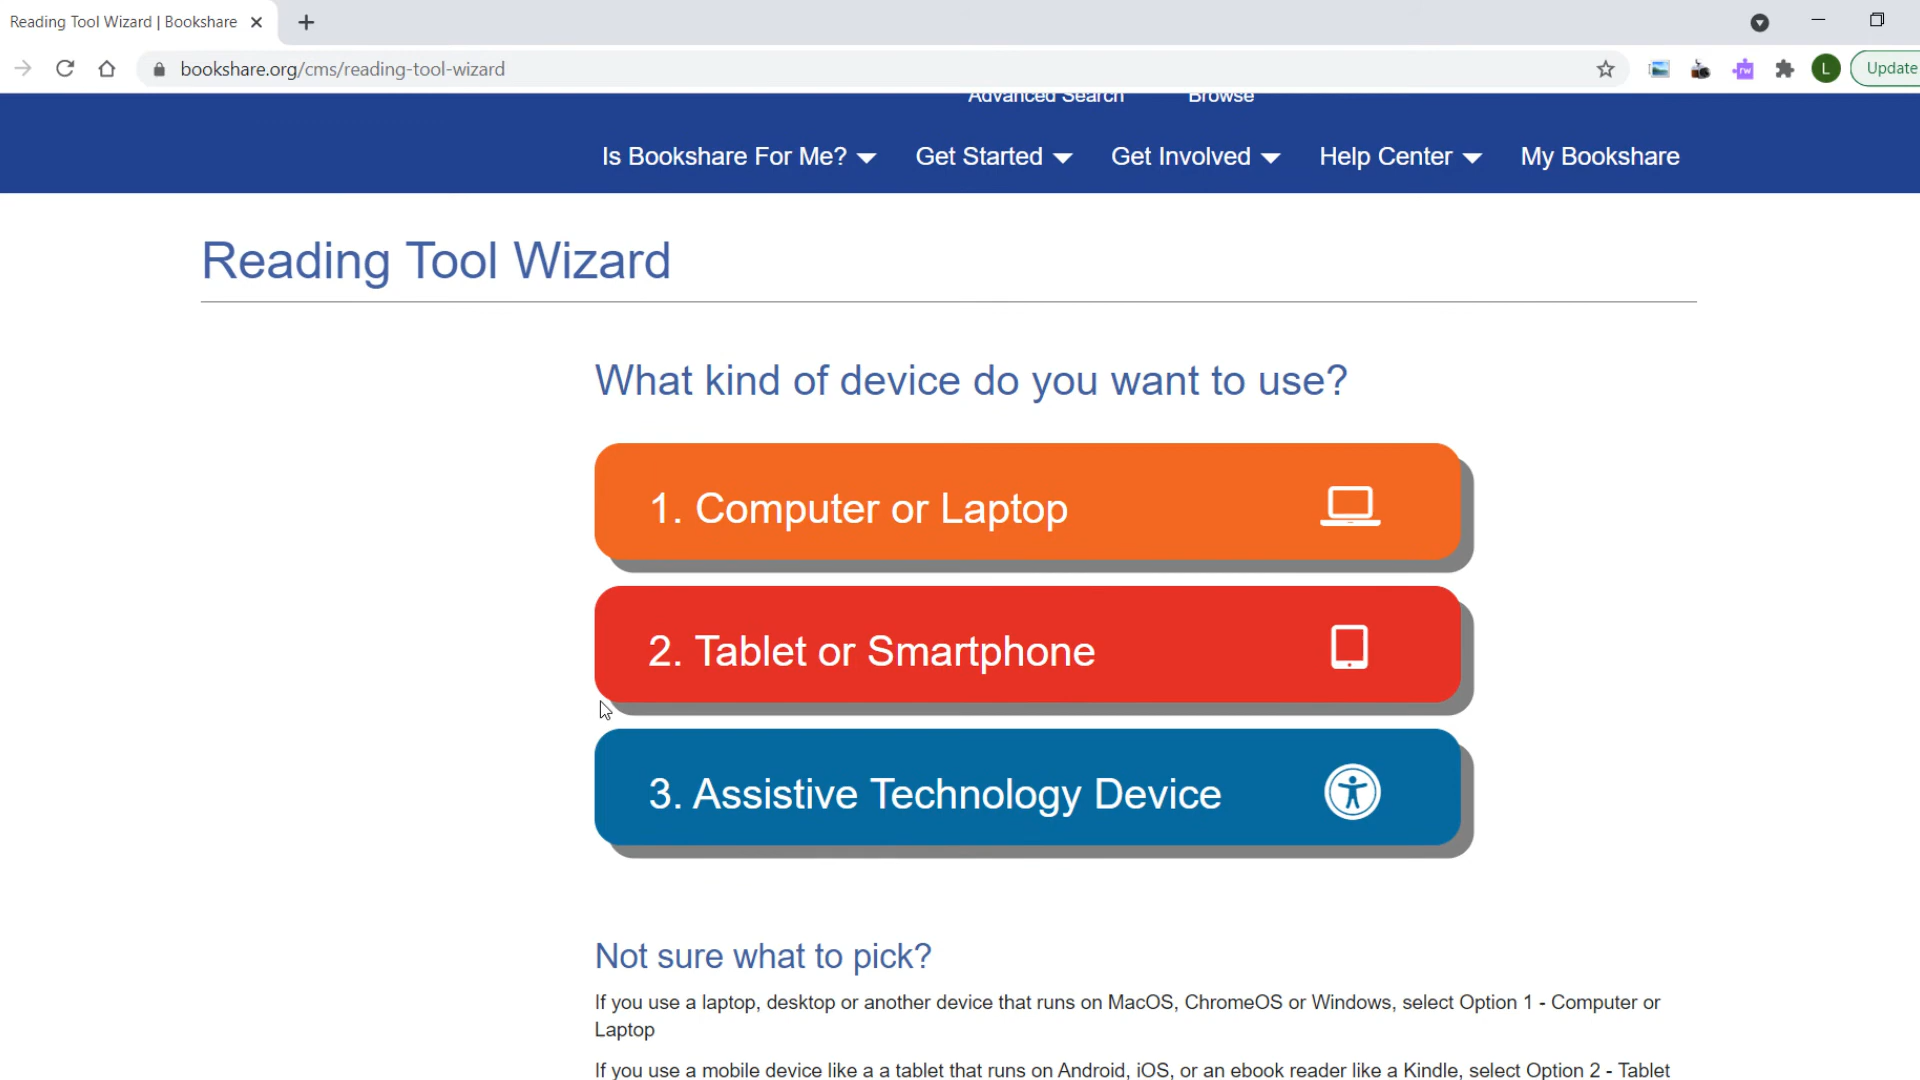 Reading Tool Wizard | Bookshare
bookshare.org/cms/reading-tool-wizard
rw
L
Update
Advanced Search Browse
Is Bookshare For Me? Get Started Get Involved Help Center My Bookshare
Reading Tool Wizard
What kind of device do you want to use?
1. Computer or Laptop
2. Tablet or Smartphone
3. Assistive Technology Device
Not sure what to pick?
If you use a laptop, desktop or another device that runs on MacOS, ChromeOS or Windows, select Option 1 - Computer or
Laptop
If you use a mobile device like a a tablet that runs on Android, iOS, or an ebook reader like a Kindle, select Option 2 - Tablet